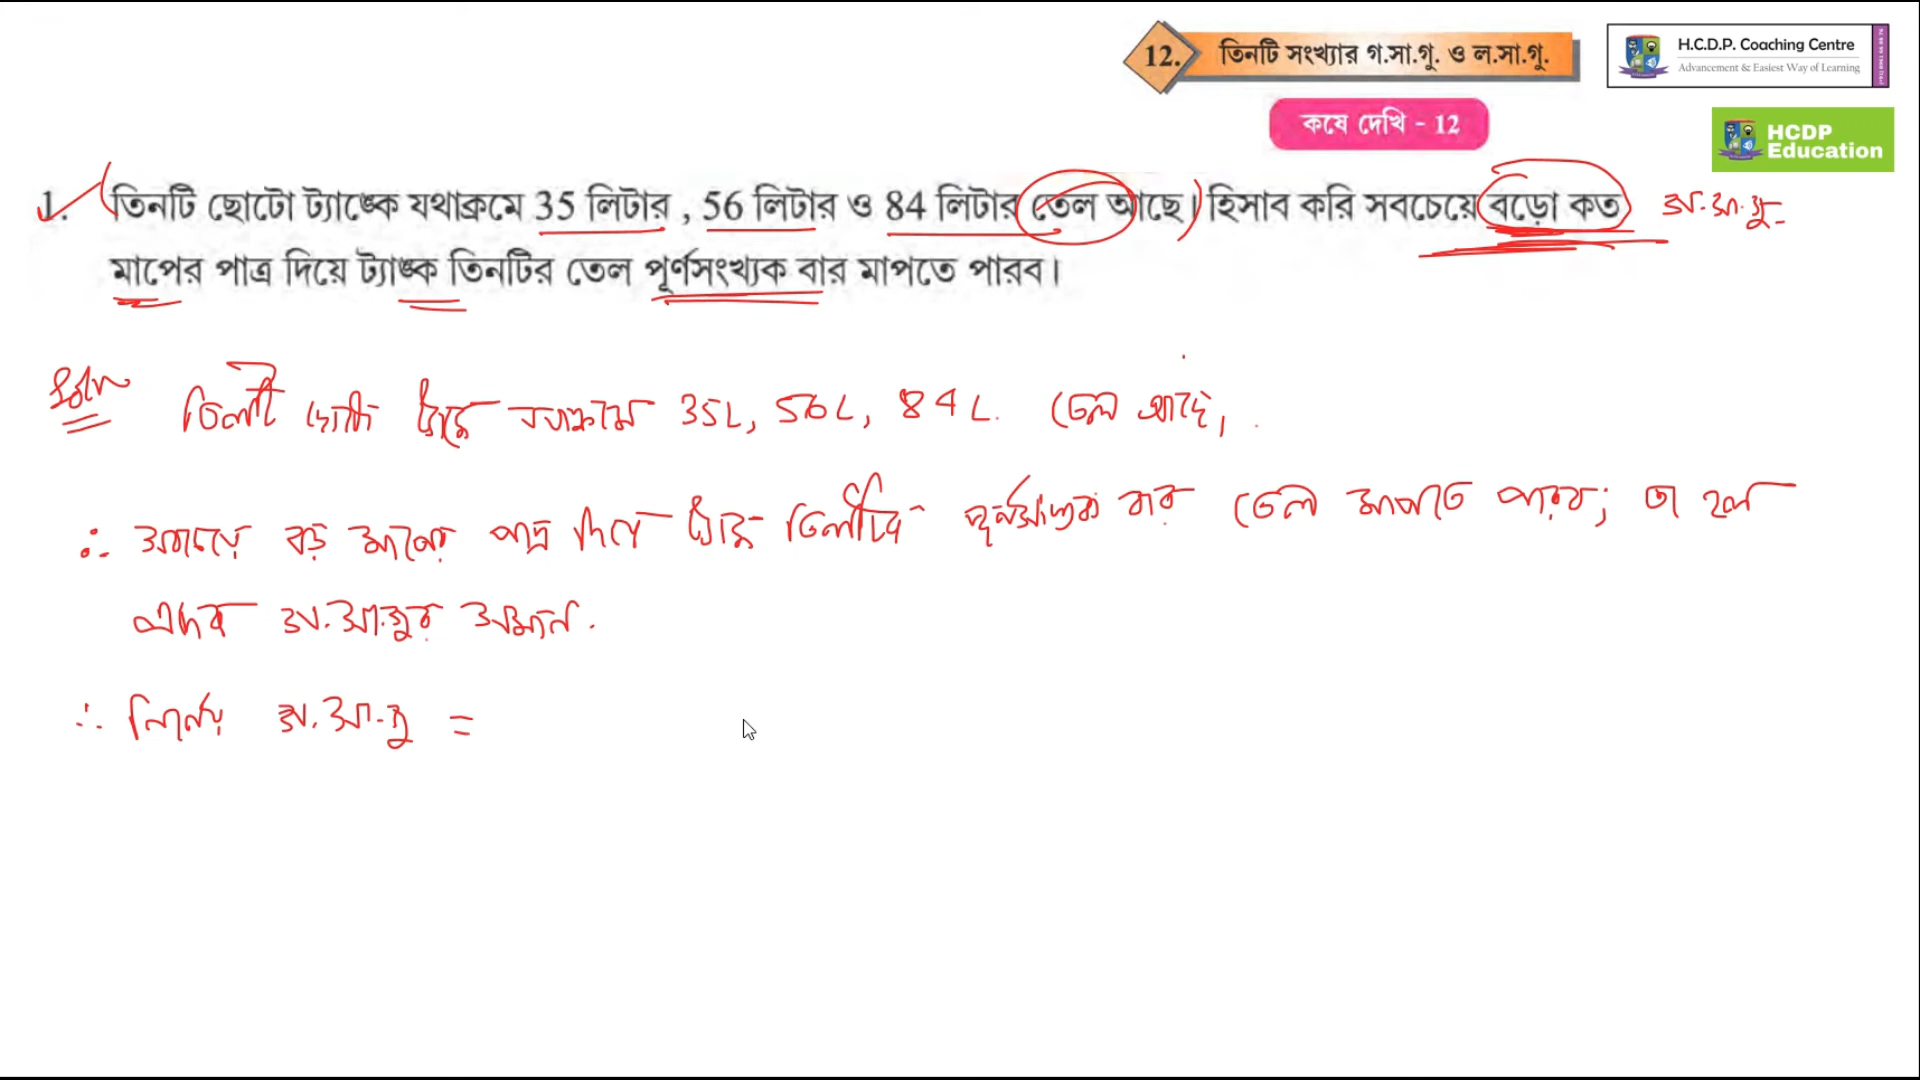 12. তিনটি সংখ্যার গ.সা.গু. ও ল.সা.গু.
H.C.D.P. Coaching Centre
Advancement & Easiest Way of Learning
কষে দেখি - 12
HCDP
Education
1. তিনটি ছোটো ট্যাঙ্কে যথাক্রমে 35 লিটার , 56 লিটার ও 84 লিটার তেল আছে। হিসাব করি সবচেয়ে বড়ো কত গ.সা.গু.
মাপের পাত্র দিয়ে ট্যাঙ্ক তিনটির তেল পূর্ণসংখ্যক বার মাপতে পারব।
তিনটি ছোট ট্যাঙ্কে যথাক্রমে 35L, 56L, 84L. তেল আছে,
∴ সবচেয়ে বড় মাপের পাত্র দিয়ে ট্যাঙ্ক তিনটির পূর্ণসংখ্যক বার তেল মাপতে পারব; তা হল
এদের গ.সা.গুর সমান.
∴ নির্ণেয় গ.সা.গু =